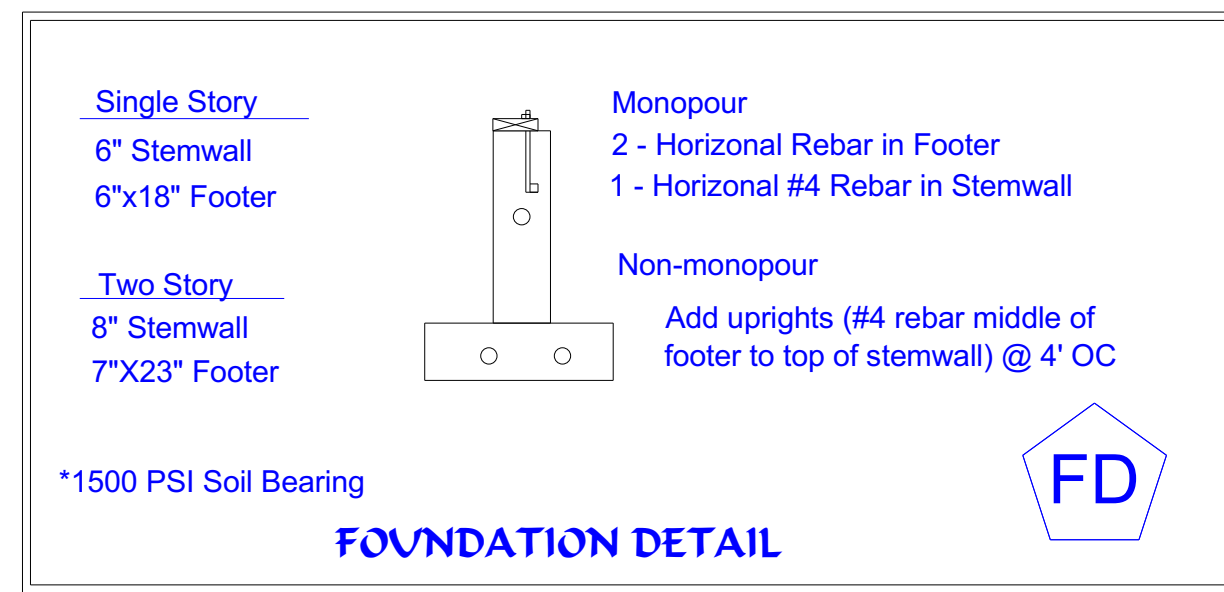 Single Story
6" Stemwall
6"x18" Footer
Two Story
8" Stemwall
7"X23" Footer
*1500 PSI Soil Bearing
Monopour
2 - Horizonal Rebar in Footer
1 - Horizonal #4 Rebar in Stemwall
Non-monopour
Add uprights (#4 rebar middle of
footer to top of stemwall) @ 4' OC
FD
FOUNDATION DETAIL